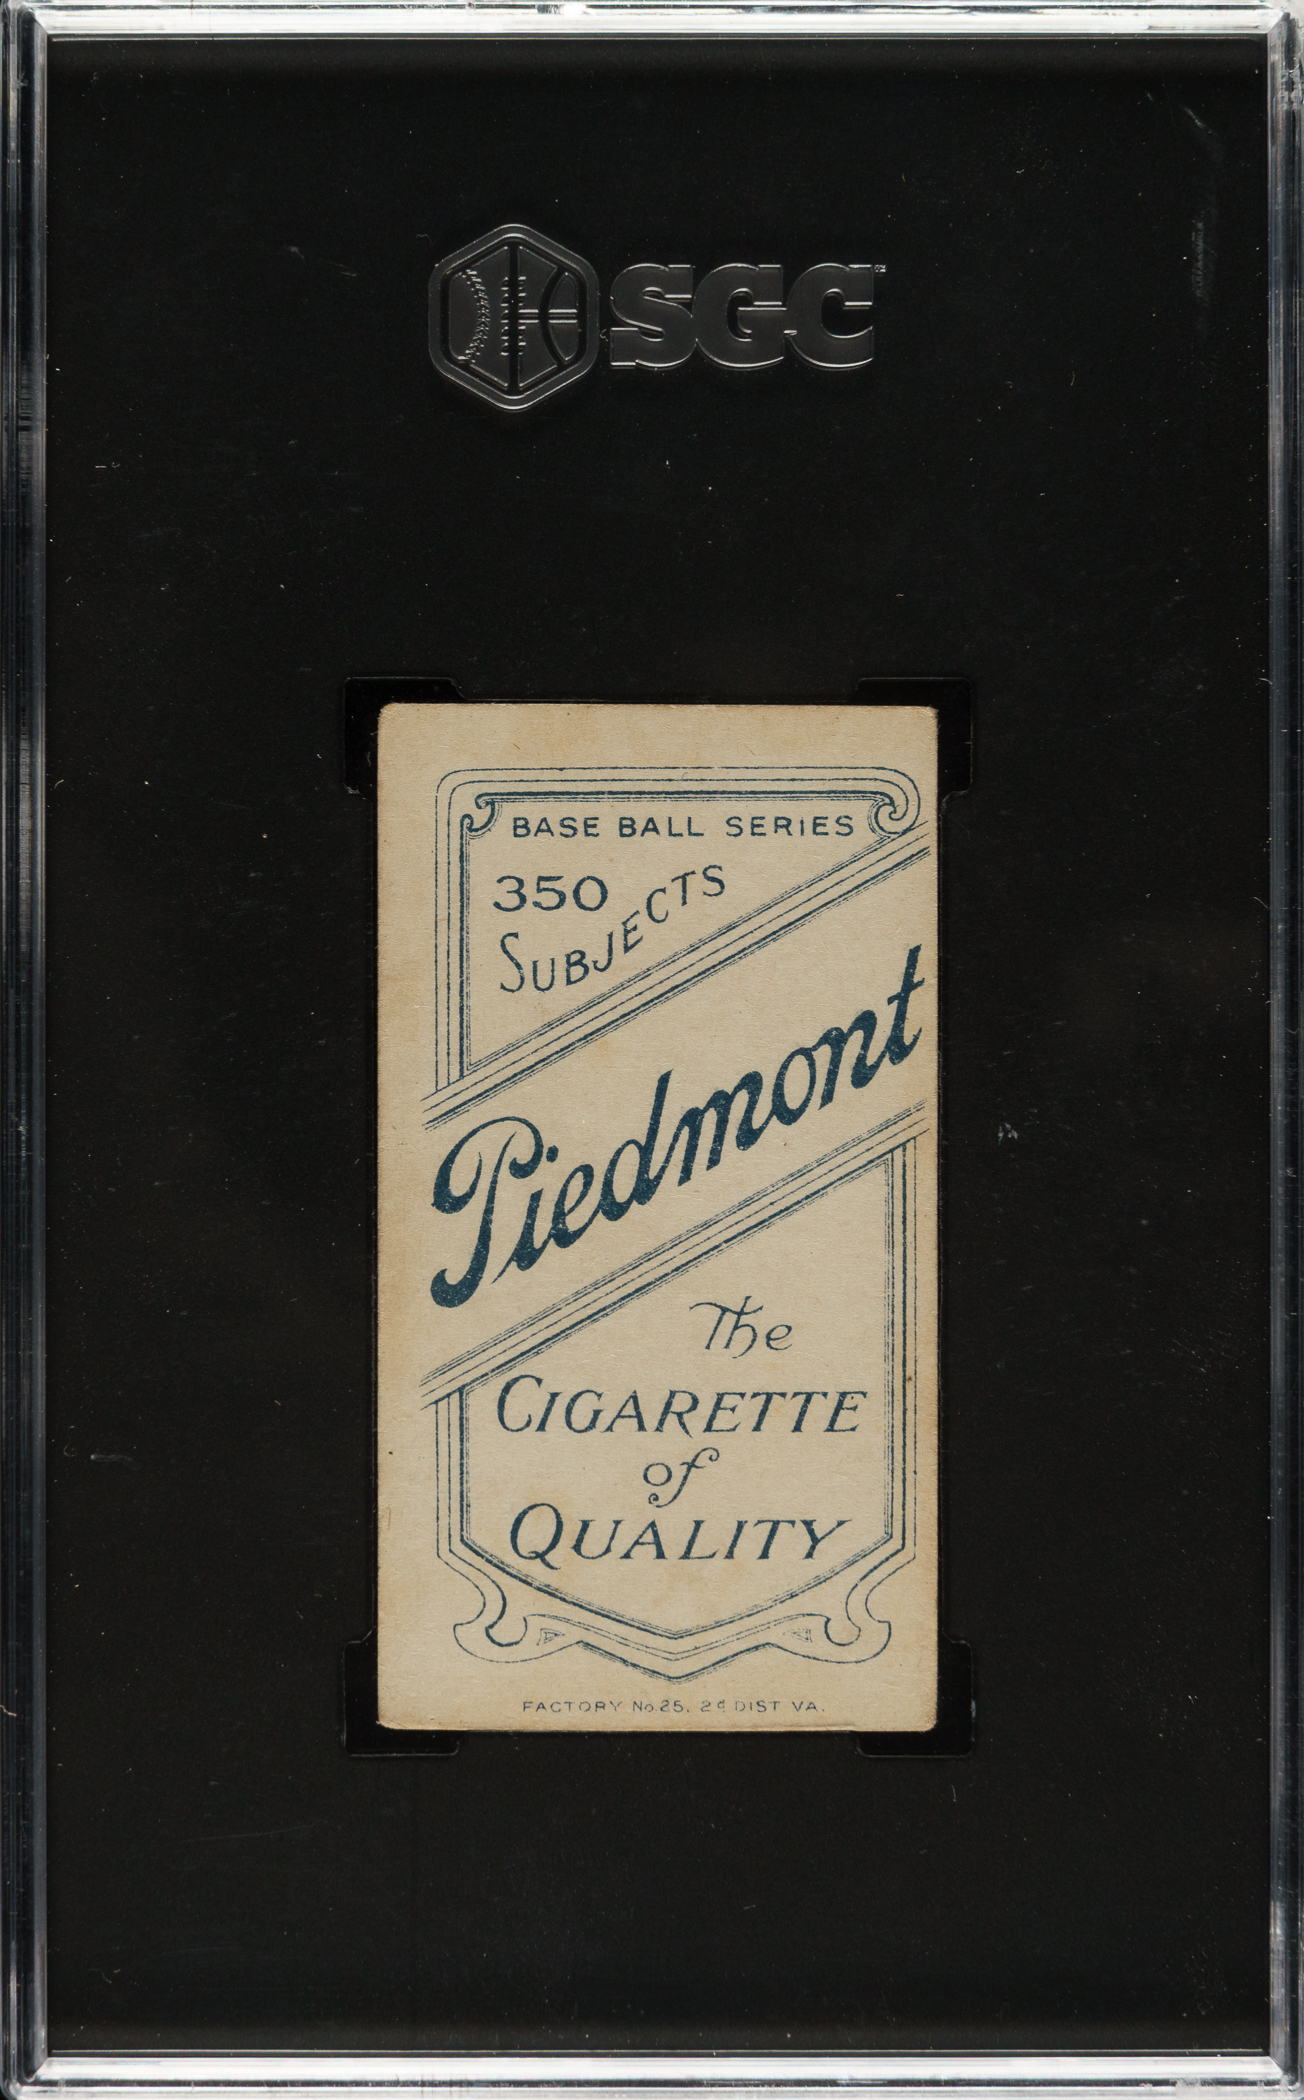 SGC
BASE BALL SERIES
350
SUBJECTS
Piedmont
The
CIGARETTE
of
QUALITY
FACTORY No. 25, 2d DIST VA.